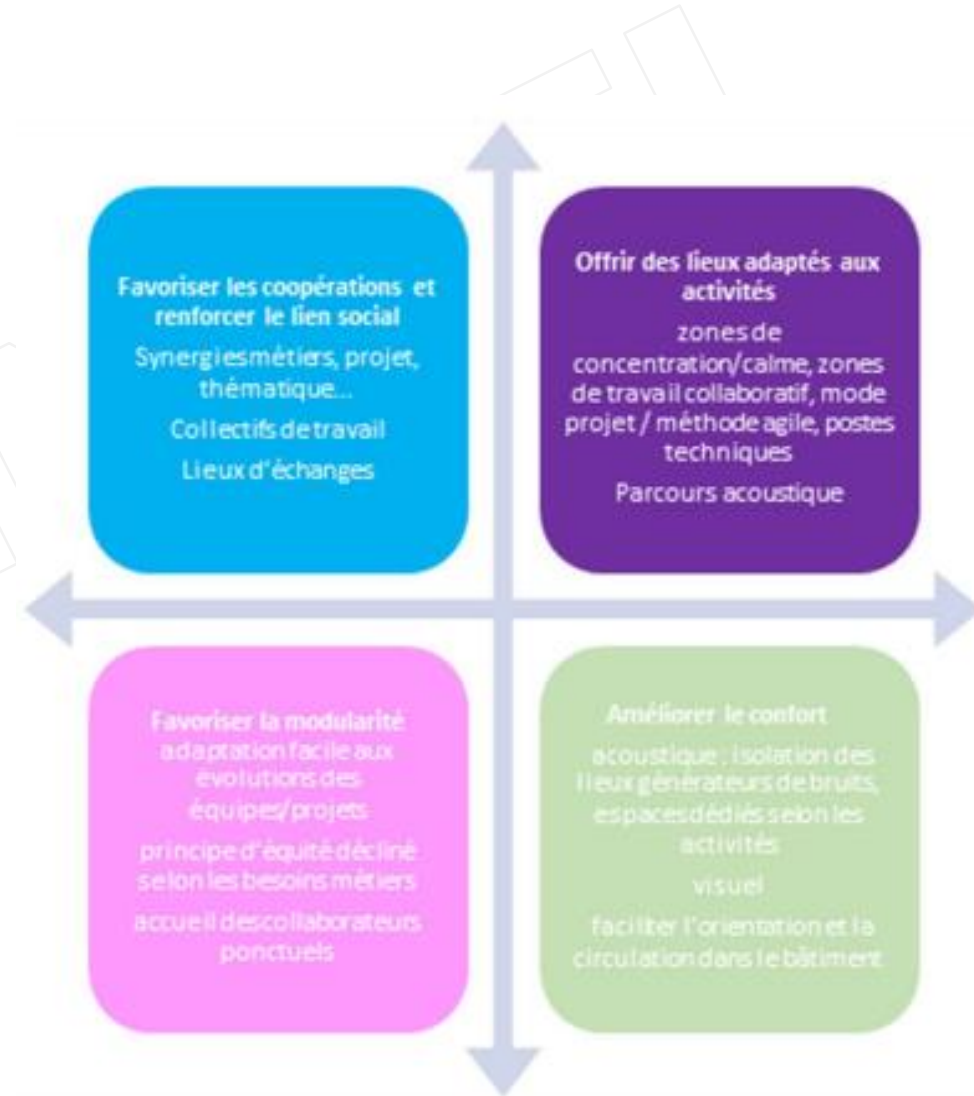 Favoriser les coopérations et
renforcer le lien social
Synergies métiers, projet,
thématique...
Collectifs de travail
Lieux d'échanges
Offrir des lieux adaptés aux
activités
zones de
concentration/calme, zones
de travail collaboratif, mode
projet / méthode agile, postes
techniques
Parcours acoustique
Favoriser la modularité
adaptation facile aux
évolutions des
équipes/projets
principe d'équité décliné
selon les besoins métiers
accueil des collaborateurs
ponctuels
Améliorer le confort
acoustique : isolation des
lieux générateurs de bruits,
espaces dédiés selon les
activités
visuel
faciliter l'orientation et la
circulation dans le bâtiment